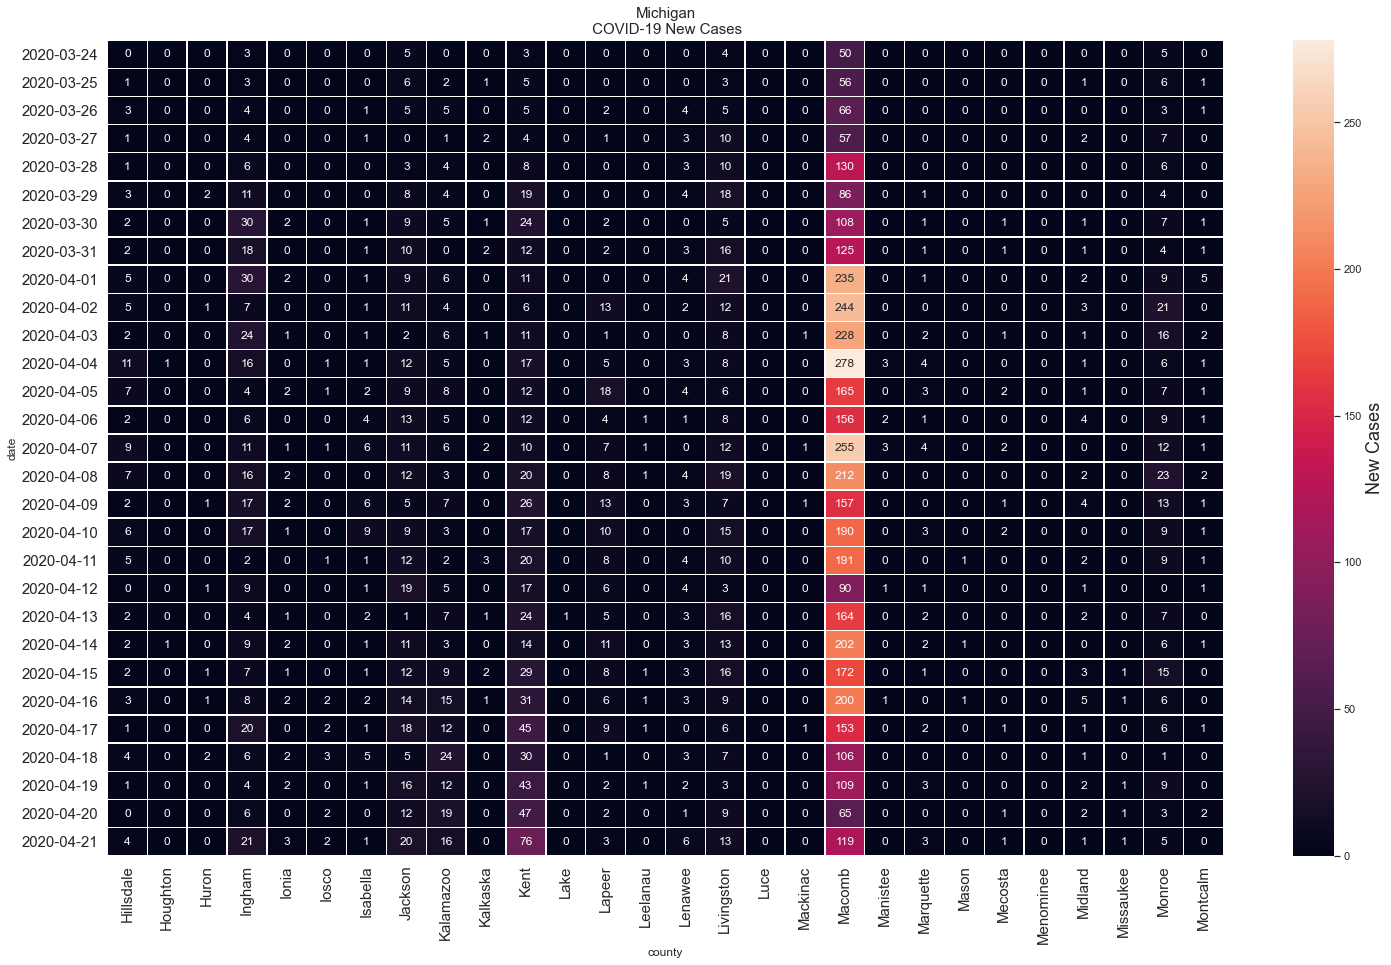 Michigan
COVID-19 New Cases
2020-03-24 0 0 0 3 0 0 0 5 0 0 3 0 0 0 0 4 0 0 50 0 0 0 0 0 0 0 5 0
2020-03-25 1 0 0 3 0 0 0 6 2 1 5 0 0 0 0 3 0 0 56 0 0 0 0 0 1 0 6 1
2020-03-26 3 0 0 4 0 0 1 5 5 0 5 0 2 0 4 5 0 0 66 0 0 0 0 0 0 0 3 1
2020-03-27 1 0 0 4 0 0 1 0 1 2 4 0 1 0 3 10 0 0 57 0 0 0 0 0 2 0 7 0
2020-03-28 1 0 0 6 0 0 0 3 4 0 8 0 0 0 3 10 0 0 130 0 0 0 0 0 0 0 6 0
2020-03-29 3 0 2 11 0 0 0 8 4 0 19 0 0 0 4 18 0 0 86 0 1 0 0 0 0 0 4 0
2020-03-30 2 0 0 30 2 0 1 9 5 1 24 0 2 0 0 5 0 0 108 0 1 0 1 0 1 0 7 1
2020-03-31 2 0 0 18 0 0 1 10 0 2 12 0 2 0 3 16 0 0 125 0 1 0 1 0 1 0 4 1
2020-04-01 5 0 0 30 2 0 1 9 6 0 11 0 0 0 4 21 0 0 235 0 1 0 0 0 2 0 9 5
2020-04-02 5 0 1 7 0 0 1 11 4 0 6 0 13 0 2 12 0 0 244 0 0 0 0 0 3 0 21 0
2020-04-03 2 0 0 24 1 0 1 2 6 1 11 0 1 0 0 8 0 1 228 0 2 0 1 0 1 0 16 2
2020-04-04 11 1 0 16 0 1 1 12 5 0 17 0 5 0 3 8 0 0 278 3 4 0 0 0 1 0 6 1
2020-04-05 7 0 0 4 2 1 2 9 8 0 12 0 18 0 4 6 0 0 165 0 3 0 2 0 1 0 7 1
2020-04-06 2 0 0 6 0 0 4 13 5 0 12 0 4 1 1 8 0 0 156 2 1 0 0 0 4 0 9 1
2020-04-07 9 0 0 11 1 1 6 11 6 2 10 0 7 1 0 12 0 1 255 3 4 0 2 0 0 0 12 1
2020-04-08 7 0 0 16 2 0 0 12 3 0 20 0 8 1 4 19 0 0 212 0 0 0 0 0 2 0 23 2
2020-04-09 2 0 1 17 2 0 6 5 7 0 26 0 13 0 3 7 0 1 157 0 0 0 1 0 4 0 13 1
2020-04-10 6 0 0 17 1 0 9 9 3 0 17 0 10 0 0 15 0 0 190 0 3 0 2 0 0 0 9 1
2020-04-11 5 0 0 2 0 1 1 12 2 3 20 0 8 0 4 10 0 0 191 0 0 1 0 0 2 0 9 1
2020-04-12 0 0 1 9 0 0 1 19 5 0 17 0 6 0 4 3 0 0 90 1 1 0 0 0 1 0 0 1
2020-04-13 2 0 0 4 1 0 2 1 7 1 24 1 5 0 3 16 0 0 164 0 2 0 0 0 2 0 7 0
2020-04-14 2 1 0 9 2 0 1 11 3 0 14 0 11 0 3 13 0 0 202 0 2 1 0 0 0 0 6 1
2020-04-15 2 0 1 7 1 0 1 12 9 2 29 0 8 1 3 16 0 0 172 0 1 0 0 0 3 1 15 0
2020-04-16 3 0 1 8 2 2 2 14 15 1 31 0 6 1 3 9 0 0 200 1 0 1 0 0 5 1 6 0
2020-04-17 1 0 0 20 0 2 1 18 12 0 45 0 9 1 0 6 0 1 153 0 2 0 1 0 1 0 6 1
2020-04-18 4 0 2 6 2 3 5 5 24 0 30 0 1 0 3 7 0 0 106 0 0 0 0 0 1 0 1 0
2020-04-19 1 0 0 4 2 0 1 16 12 0 43 0 2 1 2 3 0 0 109 0 3 0 0 0 2 1 9 0
2020-04-20 0 0 0 6 0 2 0 12 19 0 47 0 2 0 1 9 0 0 65 0 0 0 1 0 2 1 3 2
2020-04-21 4 0 0 21 3 2 1 20 16 0 76 0 3 0 6 13 0 0 119 0 3 0 1 0 1 1 5 0
Hillsdale Houghton Huron Ingham Ionia Iosco Isabella Jackson Kalamazoo Kalkaska Kent Lake Lapeer Leelanau Lenawee Livingston Luce Mackinac Macomb Manistee Marquette Mason Mecosta Menominee Midland Missaukee Monroe Montcalm
county
date
250
200
150
100
50
0
New Cases